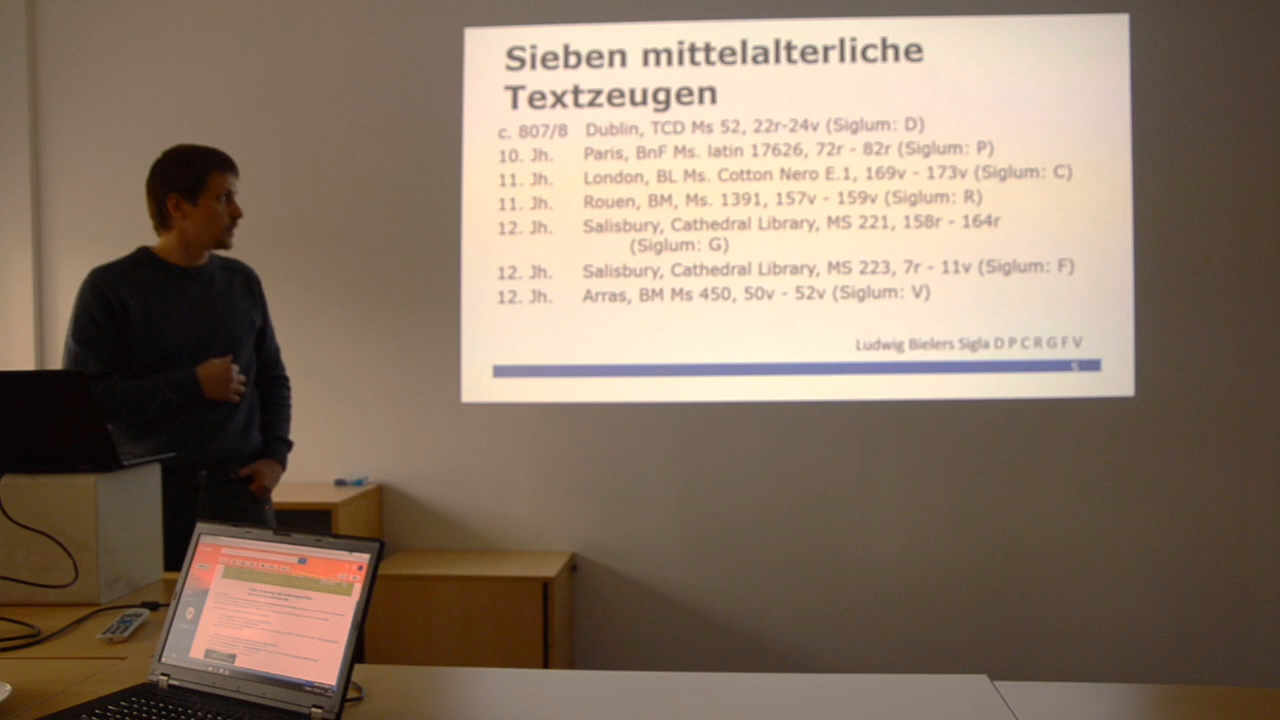 Sieben mittelalterliche
Textzeugen
c. 807/8 Dublin, TCD Ms 52, 22r-24v (Siglum: D)
10. Jh. Paris, BnF Ms. latin 17626, 72r - 82r (Siglum: P)
11. Jh. London, BL Ms. Cotton Nero E.1, 169v - 173v (Siglum: C)
11. Jh. Rouen, BM, Ms. 1391, 157v - 159v (Siglum: R)
12. Jh. Salisbury, Cathedral Library, MS 221, 158r - 164r
(Siglum: G)
12. Jh. Salisbury, Cathedral Library, MS 223, 7r - 11v (Siglum: F)
12. Jh. Arras, BM Ms 450, 50v - 52v (Siglum: V)
Ludwig Bielers Sigla D P C R G F V
5